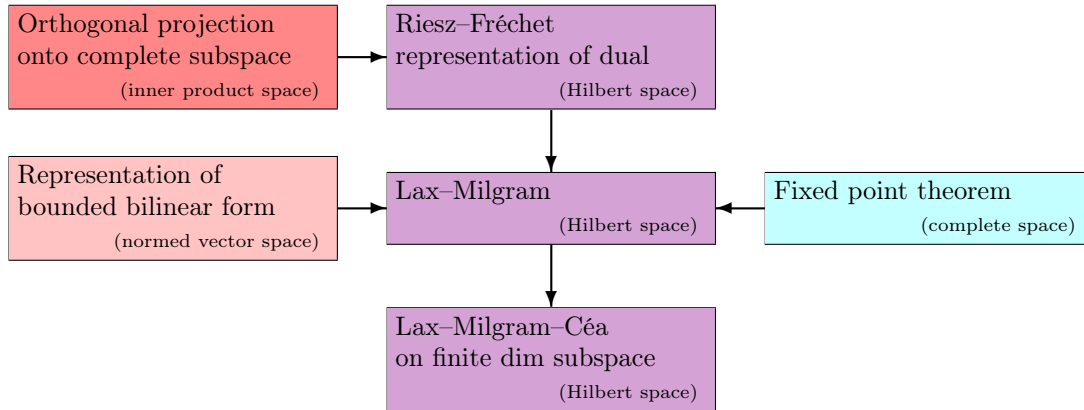 Orthogonal projection
onto complete subspace
(inner product space)
Riesz–Fréchet
representation of dual
(Hilbert space)
Representation of
bounded bilinear form
(normed vector space)
Lax–Milgram
(Hilbert space)
Fixed point theorem
(complete space)
Lax–Milgram–Céa
on finite dim subspace
(Hilbert space)